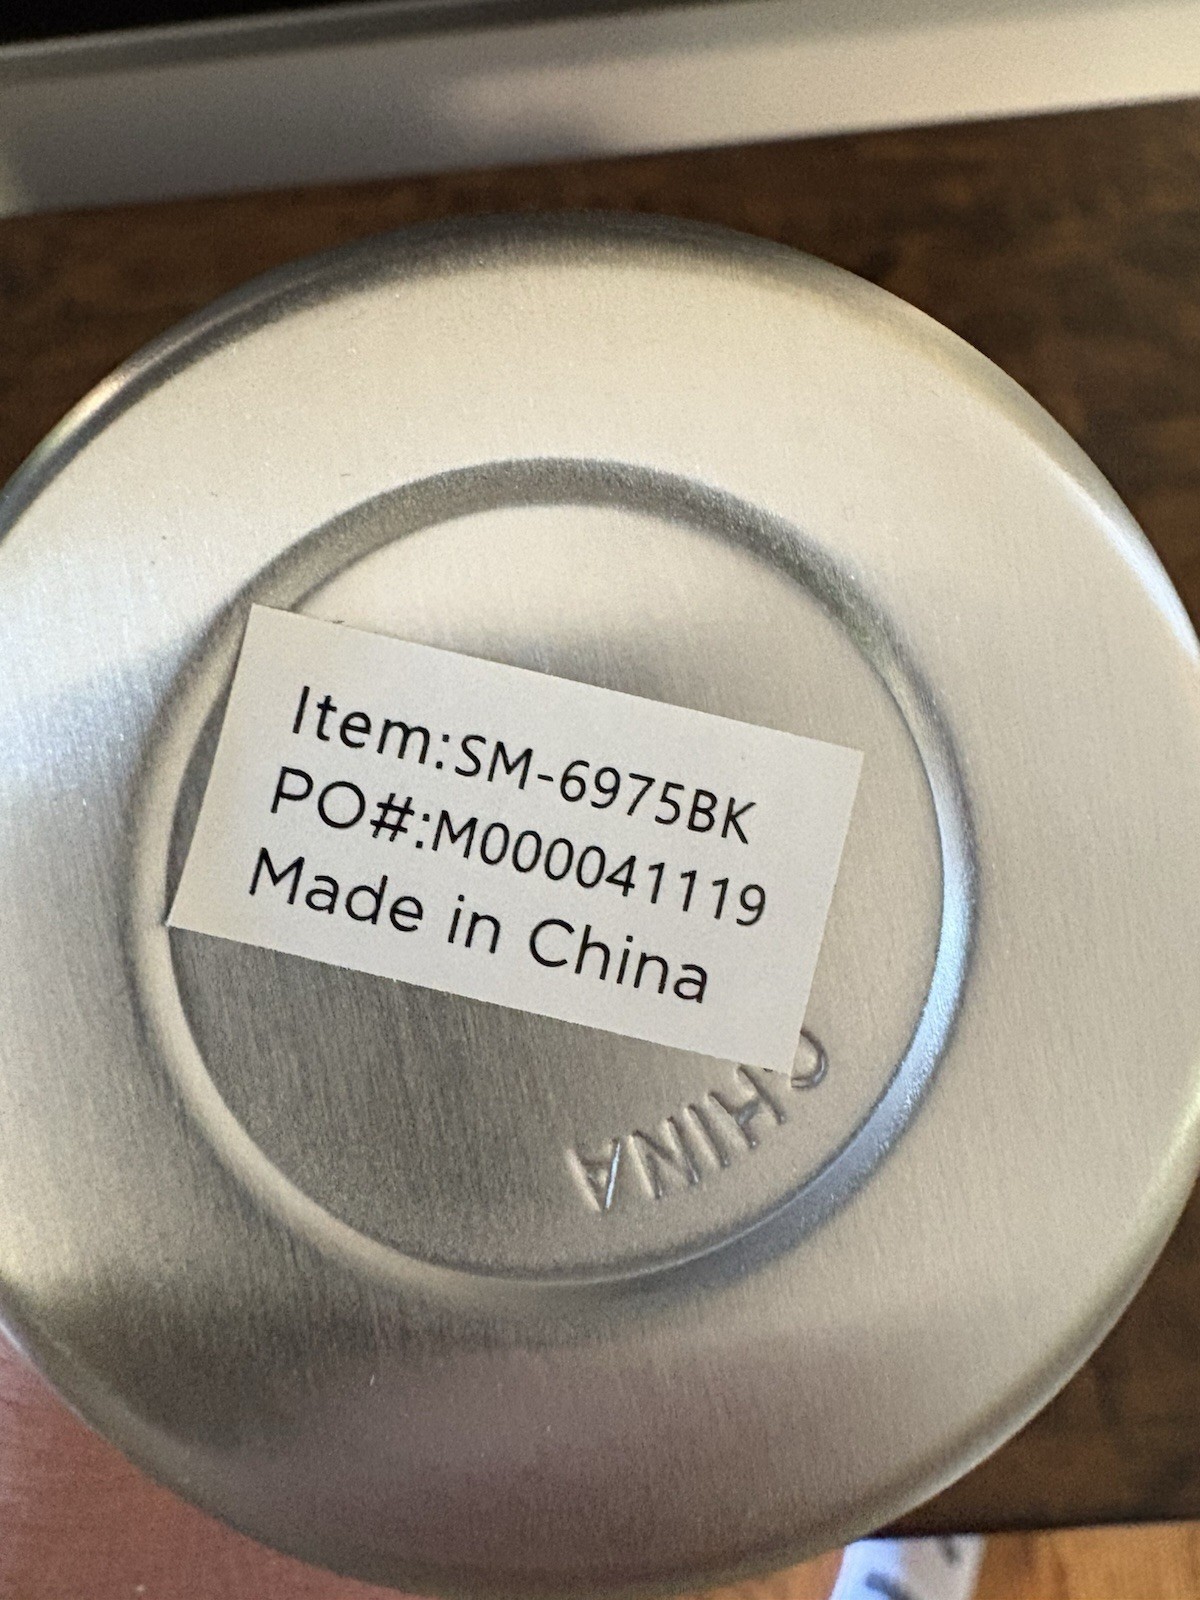 Item:SM-6975BK
PO#:M000041119
Made in China
CHINA